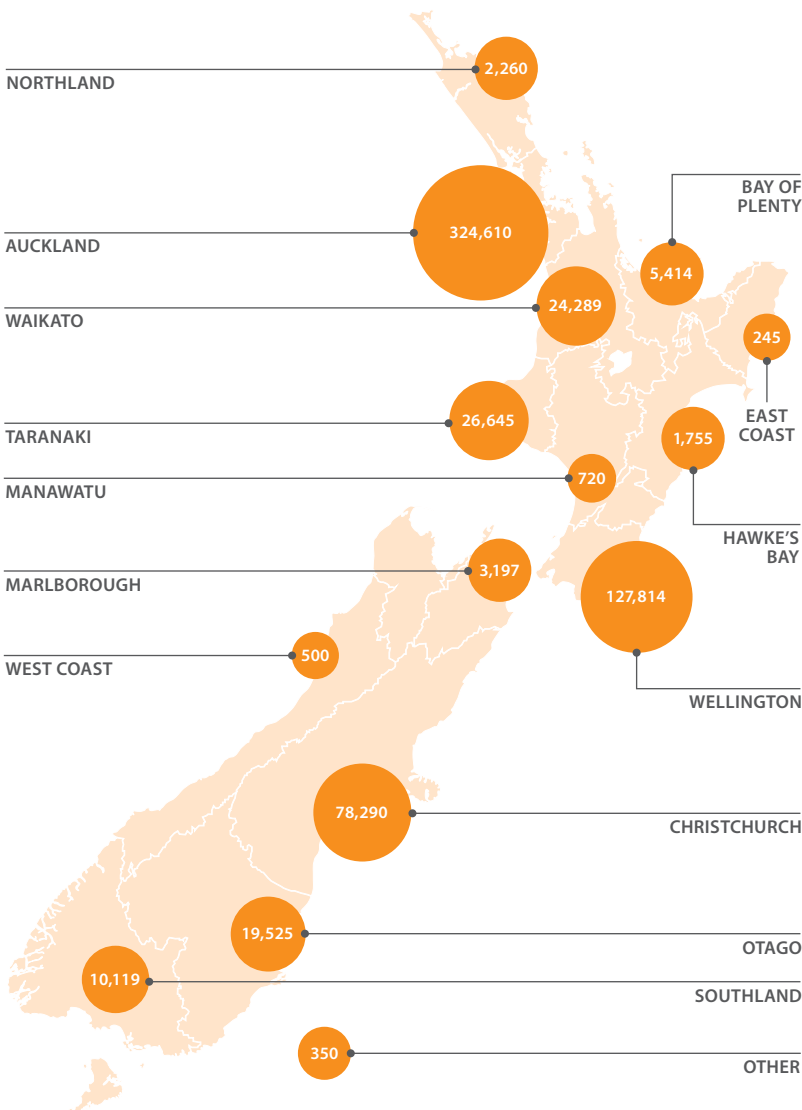 2,260
NORTHLAND
BAY OF
PLENTY
324,610
AUCKLAND
5,414
24,289
WAIKATO
245
EAST
COAST
26,645
TARANAKI
1,755
720
MANAWATU
HAWKE'S
BAY
3,197
MARLBOROUGH
127,814
500
WEST COAST
WELLINGTON
78,290
CHRISTCHURCH
19,525
OTAGO
10,119
SOUTHLAND
350
OTHER